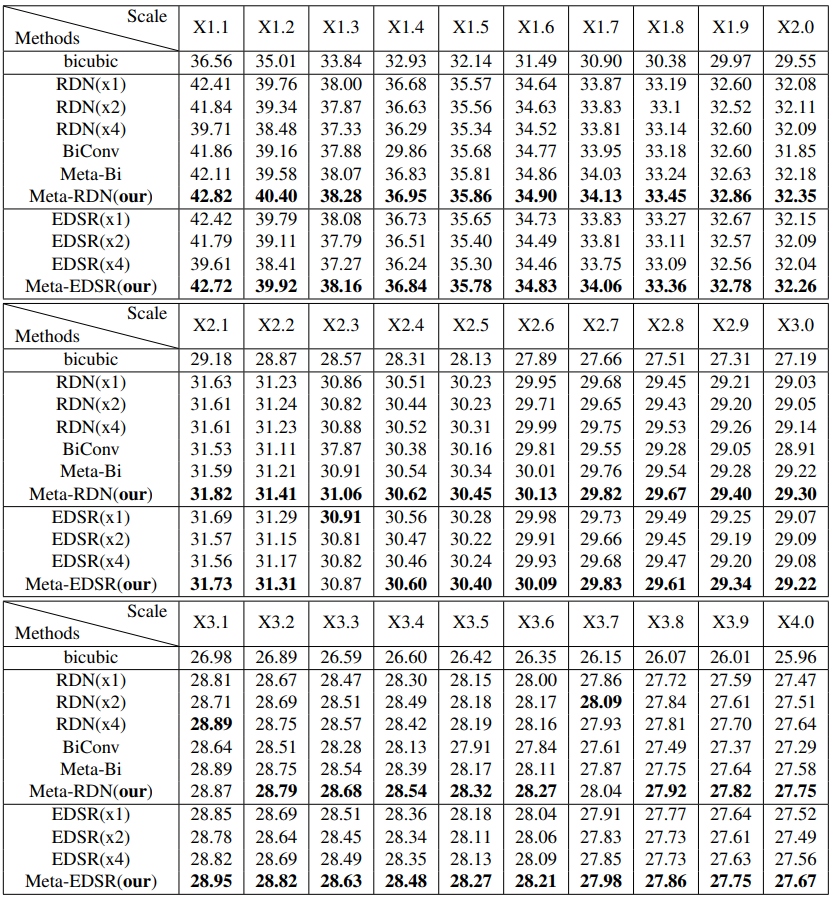 Scale
Methods X1.1 X1.2 X1.3 X1.4 X1.5 X1.6 X1.7 X1.8 X1.9 X2.0
bicubic 36.56 35.01 33.84 32.93 32.14 31.49 30.90 30.38 29.97 29.55
RDN(x1) 42.41 39.76 38.00 36.68 35.57 34.64 33.87 33.19 32.60 32.08
RDN(x2) 41.84 39.34 37.87 36.63 35.56 34.63 33.83 33.1 32.52 32.11
RDN(x4) 39.71 38.48 37.33 36.29 35.34 34.52 33.81 33.14 32.60 32.09
BiConv 41.86 39.16 37.88 29.86 35.68 34.77 33.95 33.18 32.60 31.85
Meta-Bi 42.11 39.58 38.07 36.83 35.81 34.86 34.03 33.24 32.63 32.18
Meta-RDN(our) 42.82 40.40 38.28 36.95 35.86 34.90 34.13 33.45 32.86 32.35
EDSR(x1) 42.42 39.79 38.08 36.73 35.65 34.73 33.83 33.27 32.67 32.15
EDSR(x2) 41.79 39.11 37.79 36.51 35.40 34.49 33.81 33.11 32.57 32.09
EDSR(x4) 39.61 38.41 37.27 36.24 35.30 34.46 33.75 33.09 32.56 32.04
Meta-EDSR(our) 42.72 39.92 38.16 36.84 35.78 34.83 34.06 33.36 32.78 32.26
Scale
Methods X2.1 X2.2 X2.3 X2.4 X2.5 X2.6 X2.7 X2.8 X2.9 X3.0
bicubic 29.18 28.87 28.57 28.31 28.13 27.89 27.66 27.51 27.31 27.19
RDN(x1) 31.63 31.23 30.86 30.51 30.23 29.95 29.68 29.45 29.21 29.03
RDN(x2) 31.61 31.24 30.82 30.44 30.23 29.71 29.65 29.43 29.20 29.05
RDN(x4) 31.61 31.23 30.88 30.52 30.31 29.99 29.75 29.53 29.26 29.14
BiConv 31.53 31.11 37.87 30.38 30.16 29.81 29.55 29.28 29.05 28.91
Meta-Bi 31.59 31.21 30.91 30.54 30.34 30.01 29.76 29.54 29.28 29.22
Meta-RDN(our) 31.82 31.41 31.06 30.62 30.45 30.13 29.82 29.67 29.40 29.30
EDSR(x1) 31.69 31.29 30.91 30.56 30.28 29.98 29.73 29.49 29.25 29.07
EDSR(x2) 31.57 31.15 30.81 30.47 30.22 29.91 29.66 29.45 29.19 29.09
EDSR(x4) 31.56 31.17 30.82 30.46 30.24 29.93 29.68 29.47 29.20 29.08
Meta-EDSR(our) 31.73 31.31 30.87 30.60 30.40 30.09 29.83 29.61 29.34 29.22
Scale
Methods X3.1 X3.2 X3.3 X3.4 X3.5 X3.6 X3.7 X3.8 X3.9 X4.0
bicubic 26.98 26.89 26.59 26.60 26.42 26.35 26.15 26.07 26.01 25.96
RDN(x1) 28.81 28.67 28.47 28.30 28.15 28.00 27.86 27.72 27.59 27.47
RDN(x2) 28.71 28.69 28.51 28.49 28.18 28.17 28.09 27.84 27.61 27.51
RDN(x4) 28.89 28.75 28.57 28.42 28.19 28.16 27.93 27.81 27.70 27.64
BiConv 28.64 28.51 28.28 28.13 27.91 27.84 27.61 27.49 27.37 27.29
Meta-Bi 28.89 28.75 28.54 28.39 28.17 28.11 27.87 27.75 27.64 27.58
Meta-RDN(our) 28.87 28.79 28.68 28.54 28.32 28.27 28.04 27.92 27.82 27.75
EDSR(x1) 28.85 28.69 28.51 28.36 28.18 28.04 27.91 27.77 27.64 27.52
EDSR(x2) 28.78 28.64 28.45 28.34 28.11 28.06 27.83 27.73 27.61 27.49
EDSR(x4) 28.82 28.69 28.49 28.35 28.13 28.09 27.85 27.73 27.63 27.56
Meta-EDSR(our) 28.95 28.82 28.63 28.48 28.27 28.21 27.98 27.86 27.75 27.67